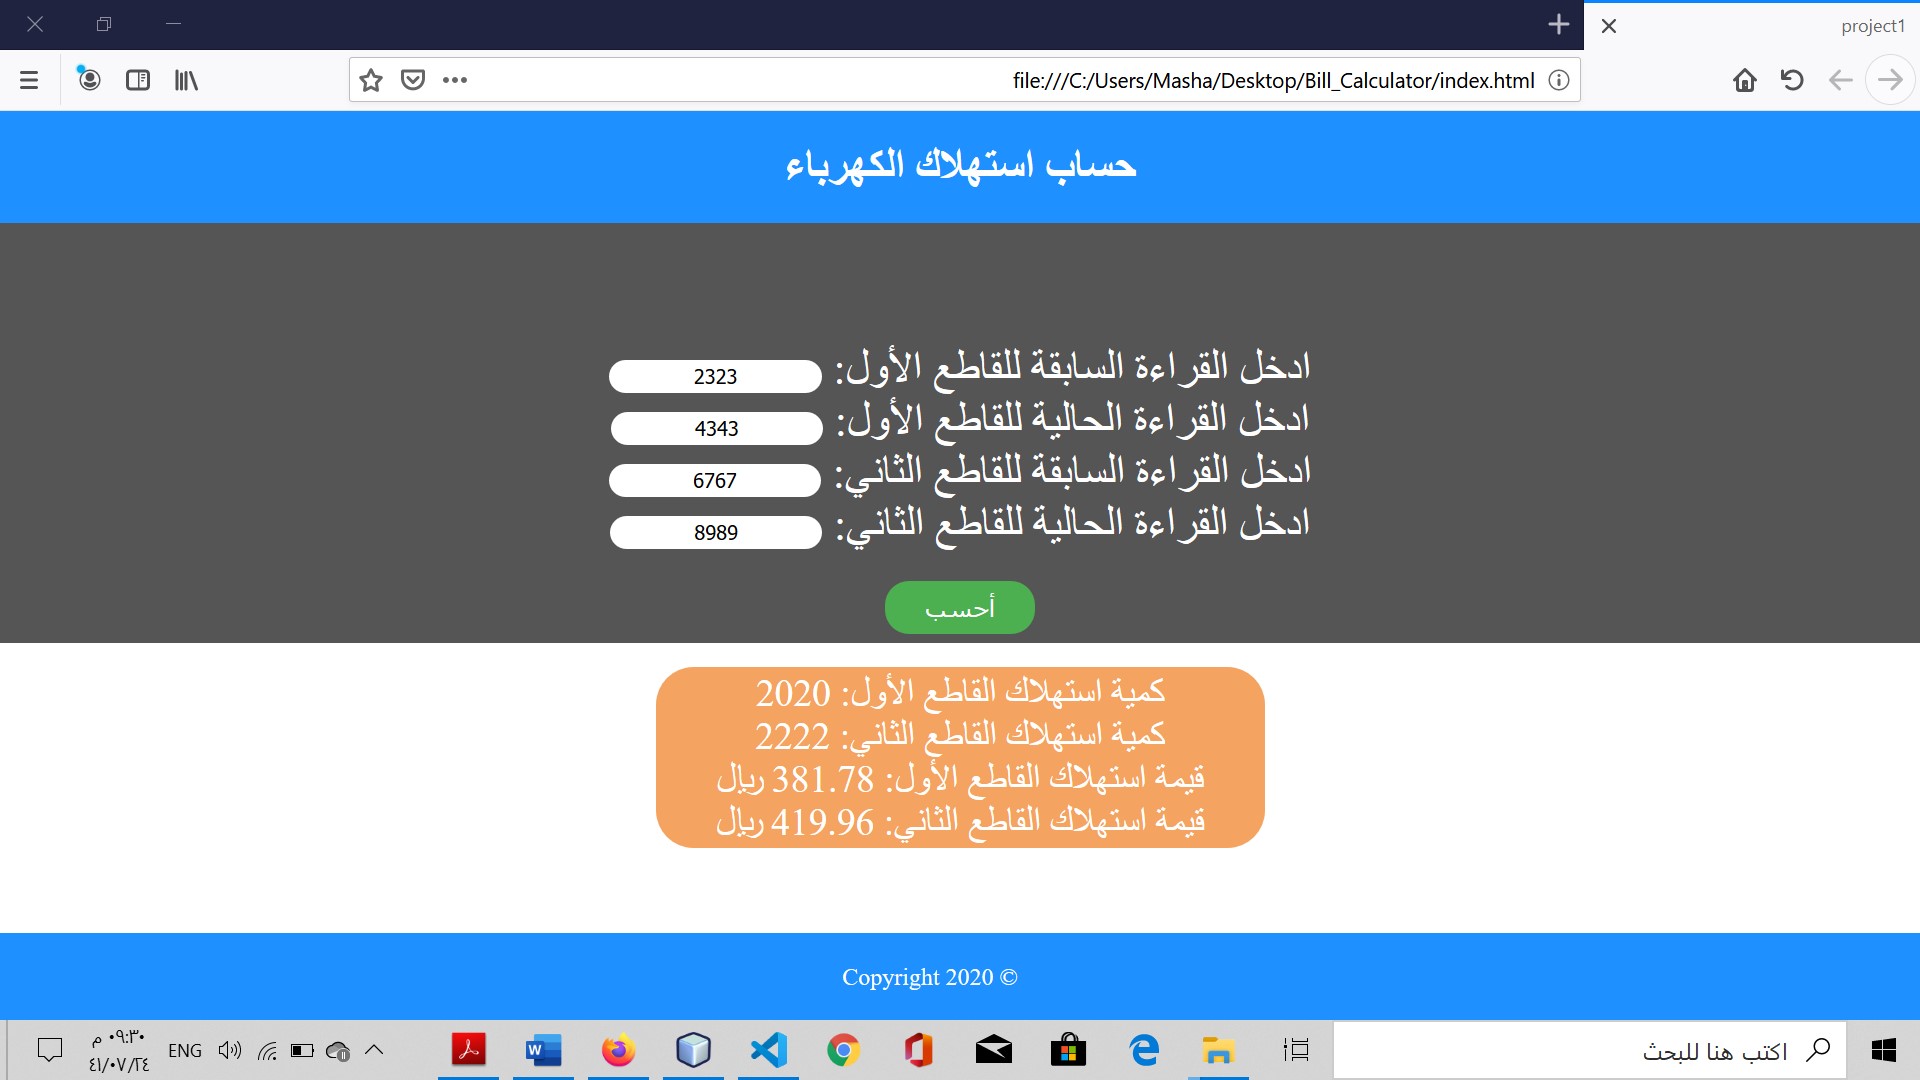 project1
file:///C:/Users/Masha/Desktop/Bill_Calculator/index.html
حساب استهلاك الكهرباء
ادخل القراءة السابقة للقاطع الأول: 2323
ادخل القراءة الحالية للقاطع الأول: 4343
ادخل القراءة السابقة للقاطع الثاني: 6767
ادخل القراءة الحالية للقاطع الثاني: 8989
أحسب
كمية استهلاك القاطع الأول: 2020
كمية استهلاك القاطع الثاني: 2222
قيمة استهلاك القاطع الأول: 381.78 ريال
قيمة استهلاك القاطع الثاني: 419.96 ريال
Copyright 2020 ©
اكتب هنا للبحث
ENG
٠٩:٣٠ م
٤١/٠٧/٢٤